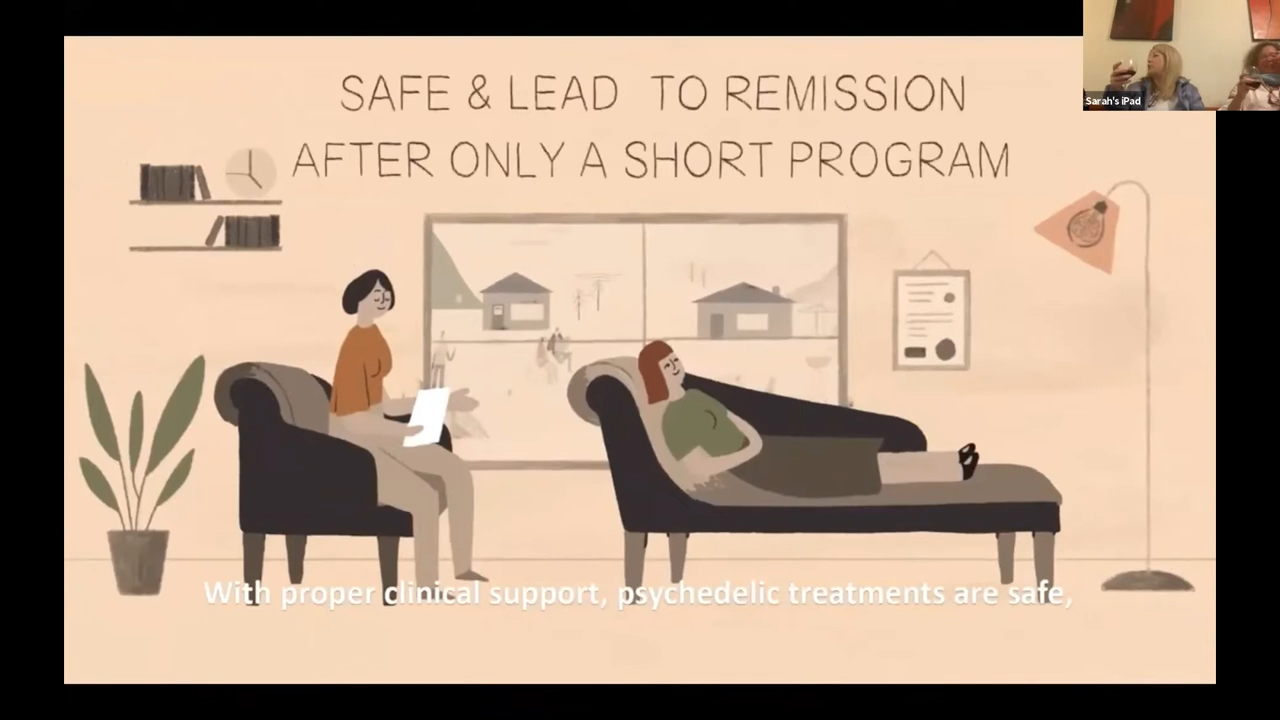 SAFE & LEAD TO REMISSION
AFTER ONLY A SHORT PROGRAM
Sarah's iPad
With proper clinical support, psychedelic treatments are safe,